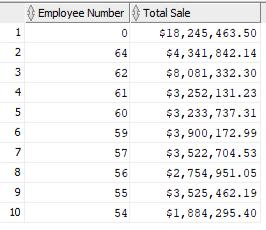 Employee Number Total Sale
1 0 $18,245,463.50
2 64 $4,341,842.14
3 62 $8,081,332.30
4 61 $3,252,131.23
5 60 $3,233,737.31
6 59 $3,900,172.99
7 57 $3,522,704.53
8 56 $2,754,951.05
9 55 $3,525,462.19
10 54 $1,884,295.40